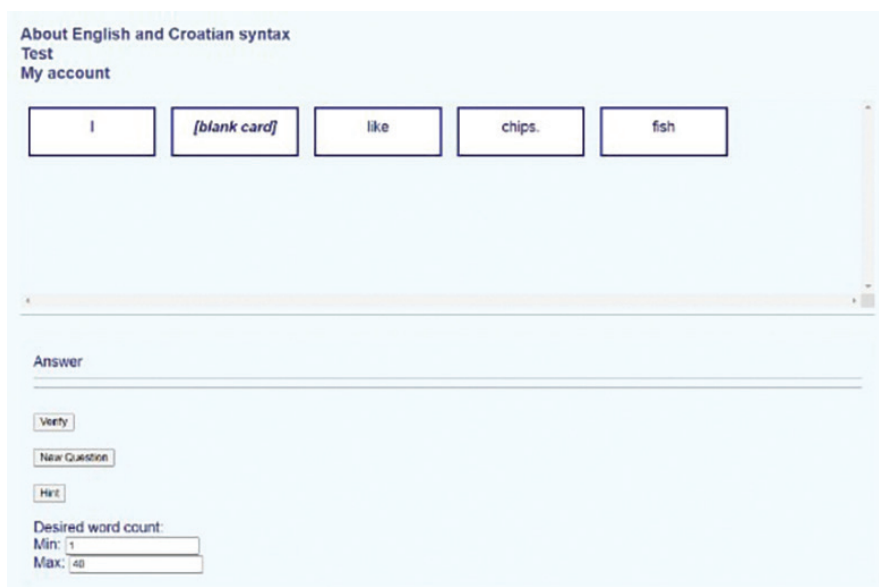 About English and Croatian syntax
Test
My account
I [blank card] like chips. fish
Answer
Verify
New Question
Hint
Desired word count:
Min: 1
Max: 40